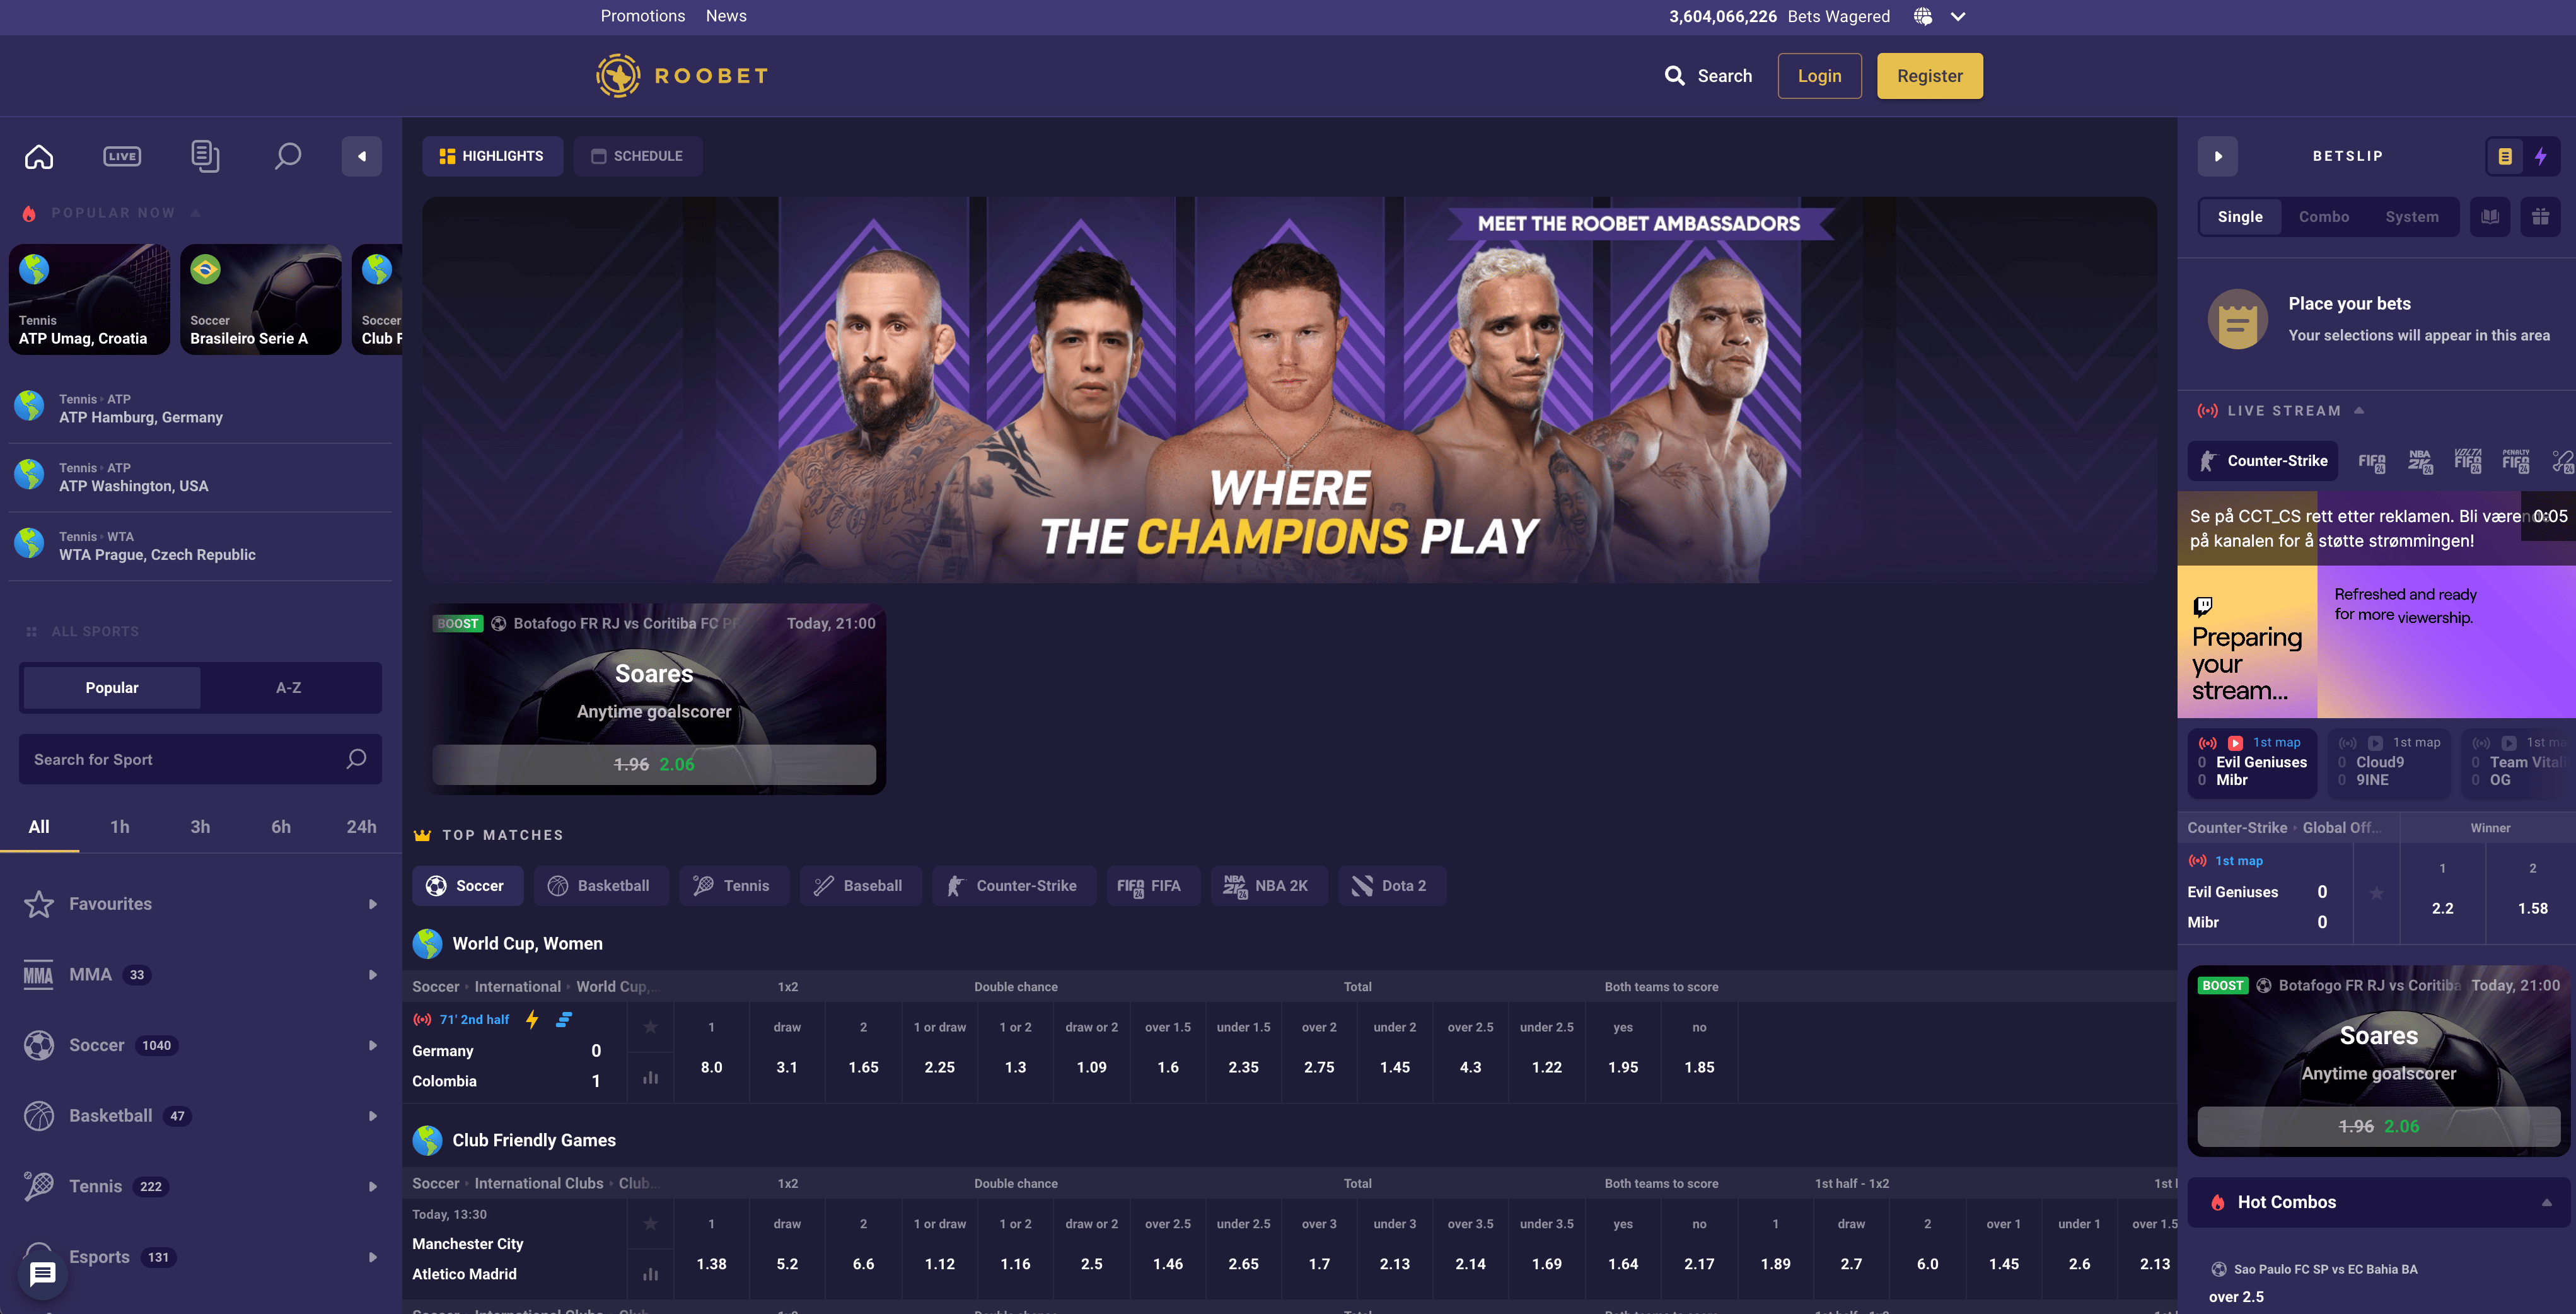 Promotions News
3,604,066,226 Bets Wagered
ROOBET
Search
Login
Register
LIVE
POPULAR NOW
Tennis
ATP Umag, Croatia
Soccer
Brasileiro Serie A
Soccer
Club F
Tennis ATP
ATP Hamburg, Germany
Tennis ATP
ATP Washington, USA
Tennis WTA
WTA Prague, Czech Republic
ALL SPORTS
Popular
A-Z
Search for Sport
All 1h 3h 6h 24h
Favourites
MMA MMA 33
Soccer 1040
Basketball 47
Tennis 222
Esports 131
HIGHLIGHTS
SCHEDULE
MEET THE ROOBET AMBASSADORS
WHERE
THE CHAMPIONS PLAY
BOOST Botafogo FR RJ vs Coritiba FC PR Today, 21:00
Soares
Anytime goalscorer
1.96 2.06
TOP MATCHES
Soccer
Basketball
Tennis
Baseball
Counter-Strike
FIFA 24 FIFA
NBA 2K 24 NBA 2K
Dota 2
World Cup, Women
Soccer International World Cup,... 1x2 Double chance Total Both teams to score
71' 2nd half
1 draw 2 1 or draw 1 or 2 draw or 2 over 1.5 under 1.5 over 2 under 2 over 2.5 under 2.5 yes no
Germany 0
Colombia 1
8.0 3.1 1.65 2.25 1.3 1.09 1.6 2.35 2.75 1.45 4.3 1.22 1.95 1.85
Club Friendly Games
Soccer International Clubs Club... 1x2 Double chance Total Both teams to score 1st half - 1x2 1st h
Today, 13:30
1 draw 2 1 or draw 1 or 2 draw or 2 over 2.5 under 2.5 over 3 under 3 over 3.5 under 3.5 yes no 1 draw 2 over 1 under 1 over 1.5
Manchester City
Atletico Madrid
1.38 5.2 6.6 1.12 1.16 2.5 1.46 2.65 1.7 2.13 2.14 1.69 1.64 2.17 1.89 2.7 6.0 1.45 2.6 2.13
BETSLIP
Single Combo System
Place your bets
Your selections will appear in this area
LIVE STREAM
Counter-Strike
FIFA 24
NBA 2K 24
VOLTA FIFA 24
PENALTY FIFA 24
24
Se på CCT_CS rett etter reklamen. Bli værende
på kanalen for å støtte strømmingen!
0:05
Preparing
your
stream...
Refreshed and ready
for more viewership.
1st map
0 Evil Geniuses
0 Mibr
1st map
0 Cloud9
0 9INE
1st ma
0 Team Vitali
0 OG
Counter-Strike Global Off... Winner
1st map
1 2
Evil Geniuses 0
Mibr 0
2.2 1.58
BOOST Botafogo FR RJ vs Coritiba Today, 21:00
Soares
Anytime goalscorer
1.96 2.06
Hot Combos
Sao Paulo FC SP vs EC Bahia BA
over 2.5